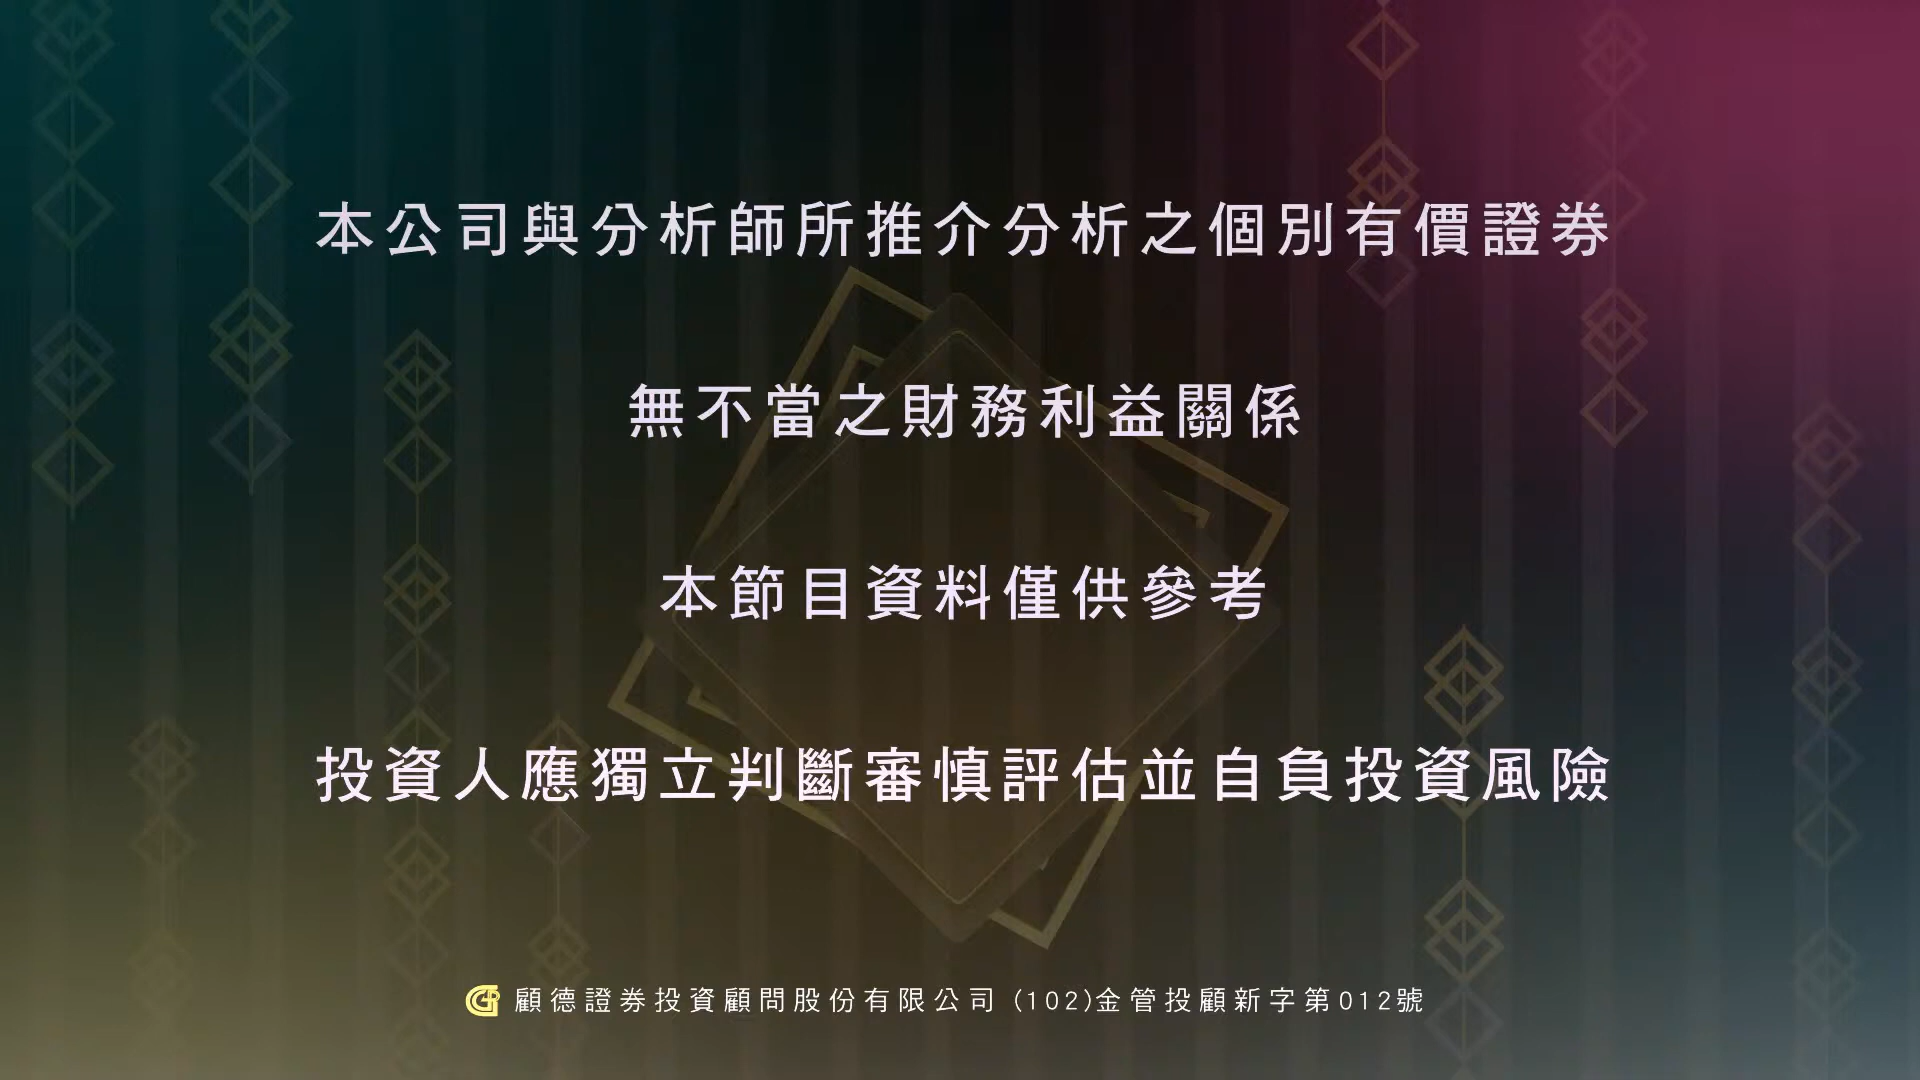 本公司與分析師所推介分析之個別有價證券
無不當之財務利益關係
本節目資料僅供參考
投資人應獨立判斷審慎評估並自負投資風險
顧德證券投資顧問股份有限公司 (102)金管投顧新字第012號